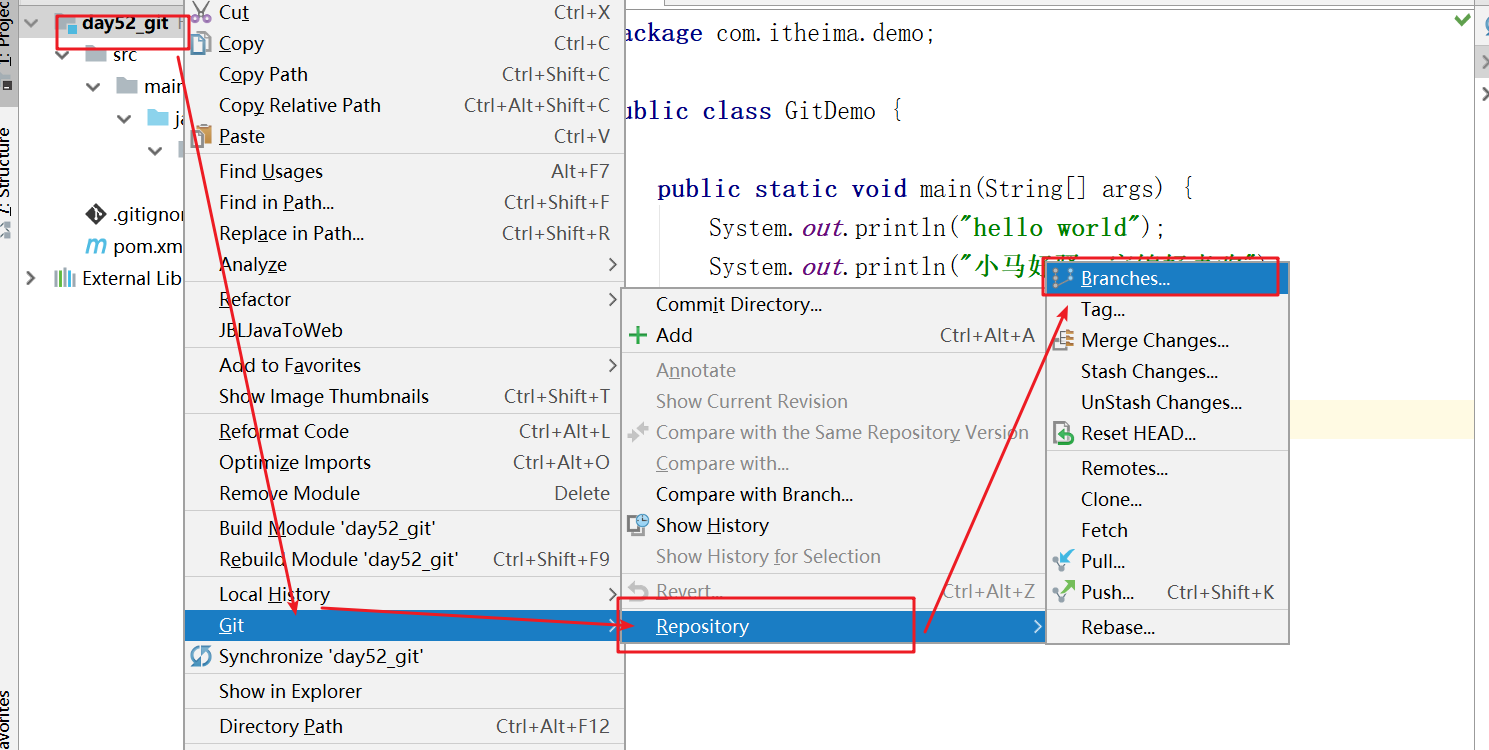 1: Projec
7: Structure
avorites
day52_git
src
main
.gitignor
pom.xm
External Lib
Cut Ctrl+X
Copy Ctrl+C
Copy Path Ctrl+Shift+C
Copy Relative Path Ctrl+Alt+Shift+C
Paste Ctrl+V
Find Usages Alt+F7
Find in Path... Ctrl+Shift+F
Replace in Path... Ctrl+Shift+R
Analyze
Refactor
JBLJavaToWeb
Add to Favorites
Show Image Thumbnails Ctrl+Shift+T
Reformat Code Ctrl+Alt+L
Optimize Imports Ctrl+Alt+O
Remove Module Delete
Build Module 'day52_git'
Rebuild Module 'day52_git' Ctrl+Shift+F9
Local History
Git
Synchronize 'day52_git'
Show in Explorer
Directory Path Ctrl+Alt+F12
ackage com.itheima.demo;
ublic class GitDemo {
public static void main(String[] args) {
System.out.println("hello world");
System.out.println("小马
Commit Directory...
Add Ctrl+Alt+A
Annotate
Show Current Revision
Compare with the Same Repository Version
Compare with...
Compare with Branch...
Show History
Show History for Selection
Revert... Ctrl+Alt+Z
Repository
Branches...
Tag...
Merge Changes...
Stash Changes...
UnStash Changes...
Reset HEAD...
Remotes...
Clone...
Fetch
Pull...
Push... Ctrl+Shift+K
Rebase...